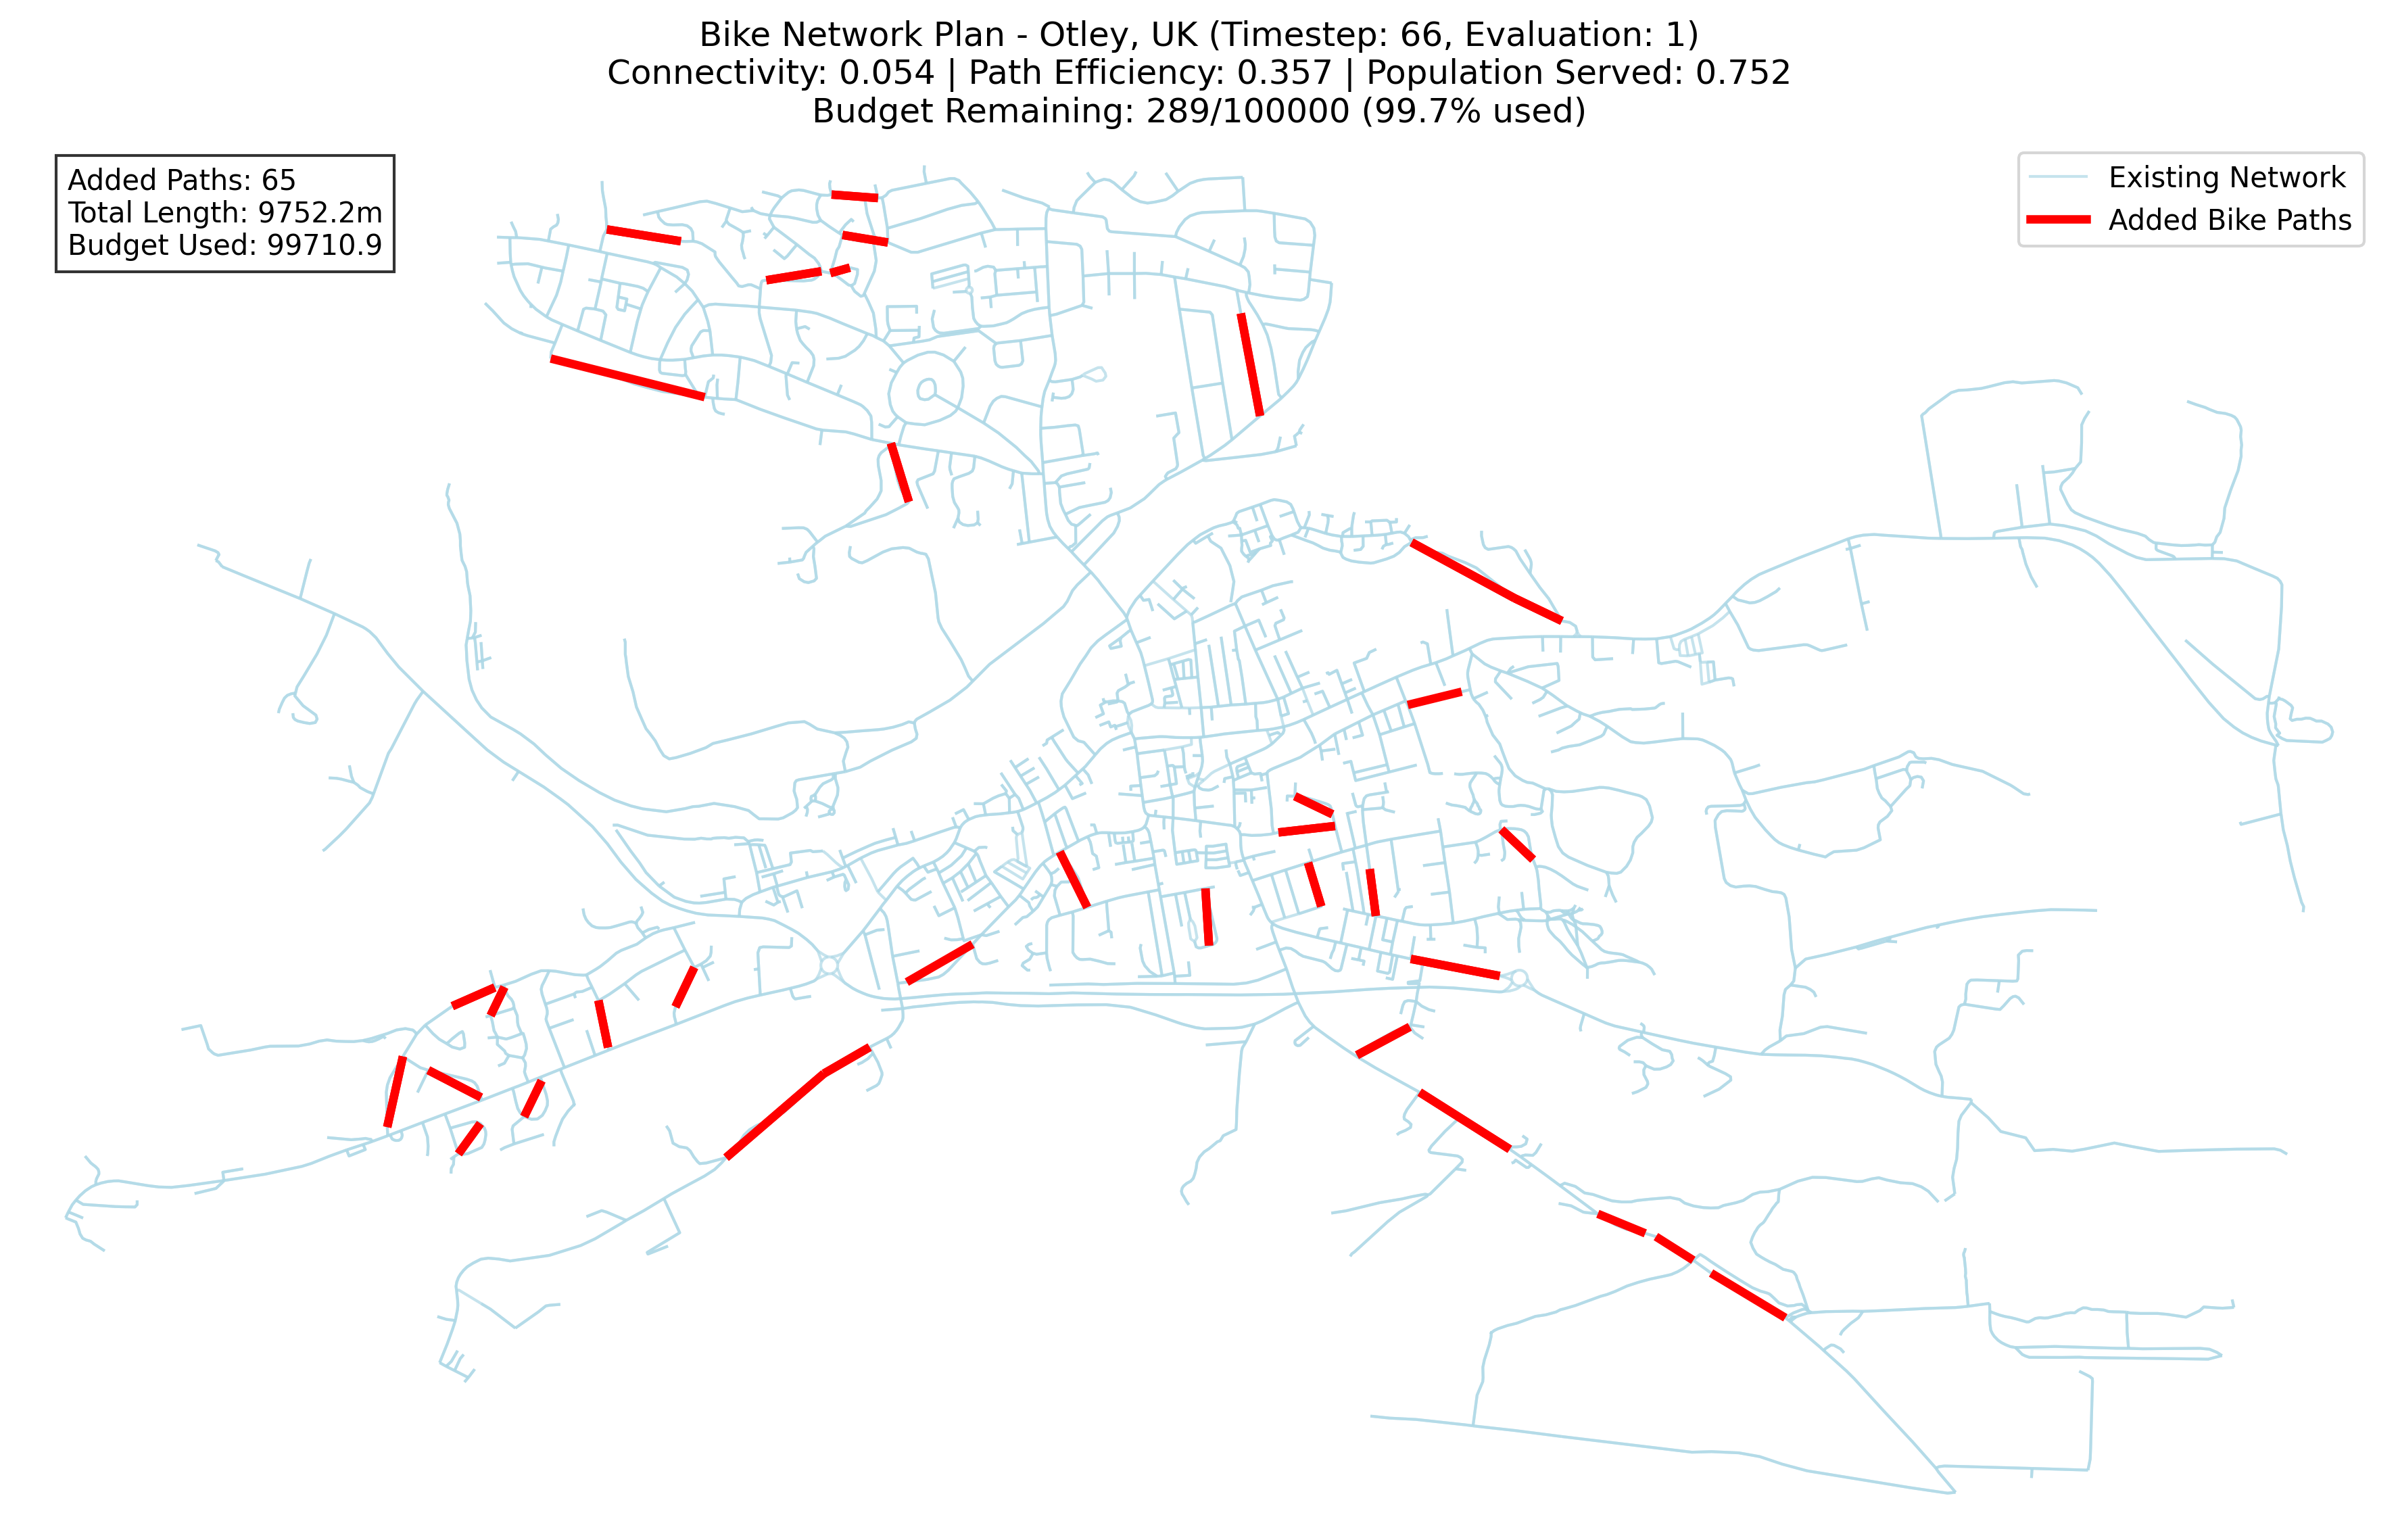 Bike Network Plan - Otley, UK (Timestep: 66, Evaluation: 1)
Connectivity: 0.054 | Path Efficiency: 0.357 | Population Served: 0.752
Budget Remaining: 289/100000 (99.7% used)
Added Paths: 65
Total Length: 9752.2m
Budget Used: 99710.9
Existing Network
Added Bike Paths